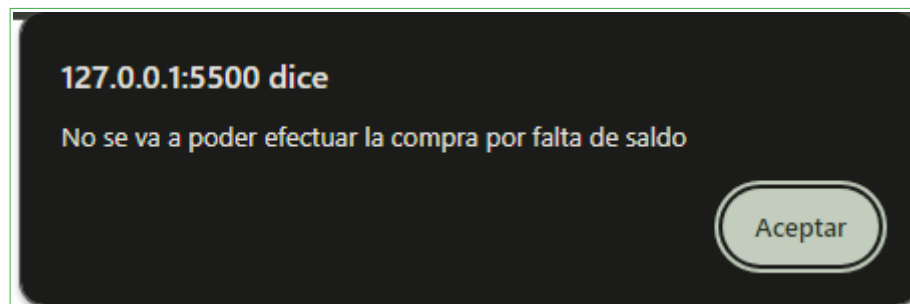 127.0.0.1:5500 dice
No se va a poder efectuar la compra por falta de saldo
Aceptar